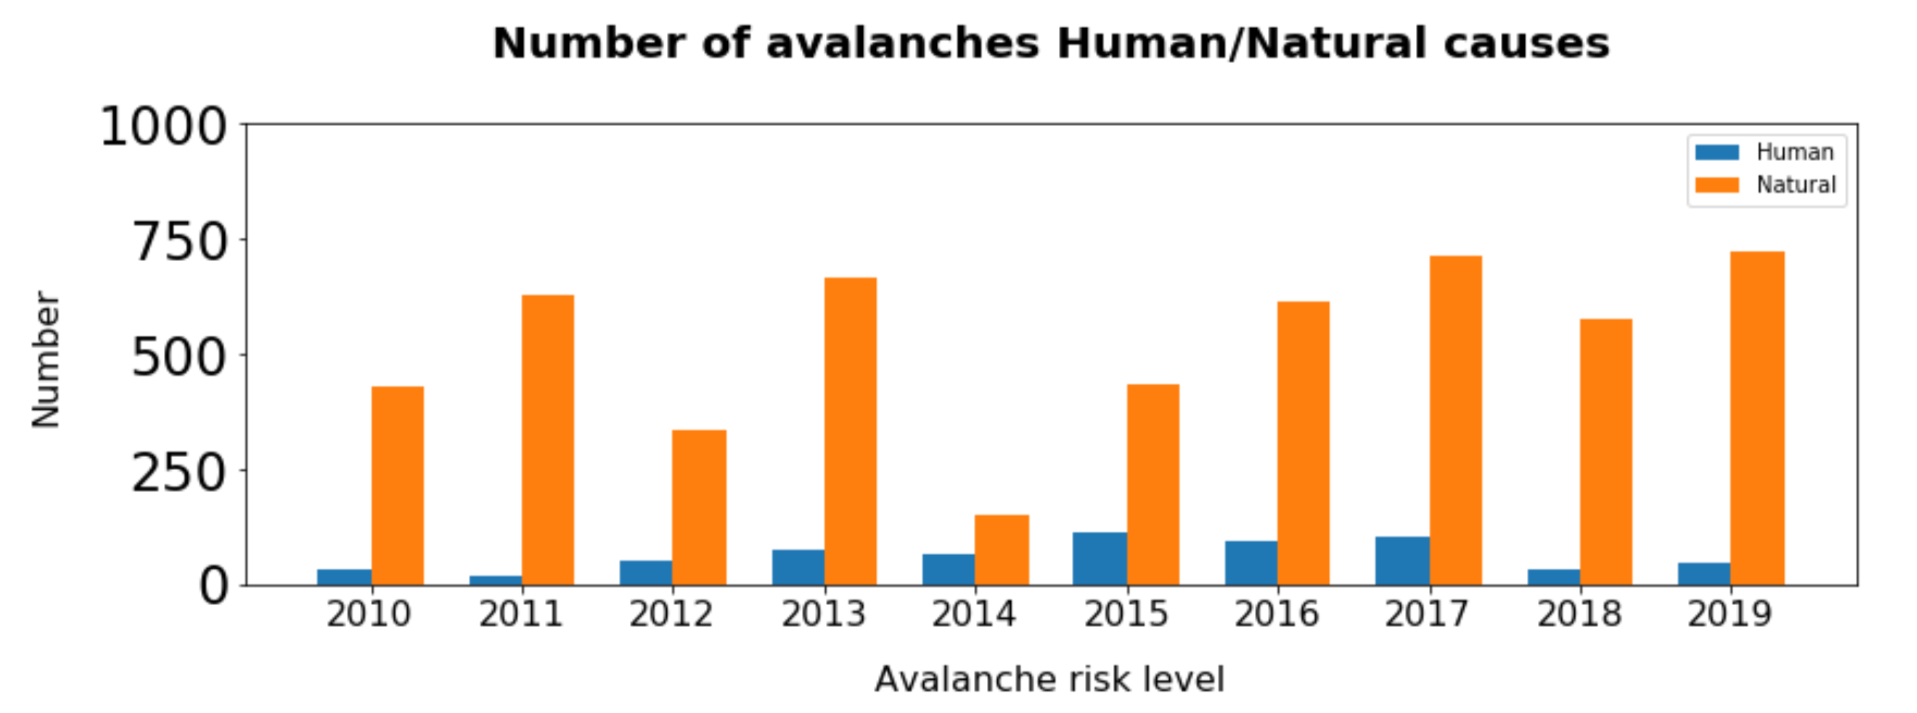 Number of avalanches Human/Natural causes
1000
750
500
250
0
Number
Human
Natural
2010 2011 2012 2013 2014 2015 2016 2017 2018 2019
Avalanche risk level